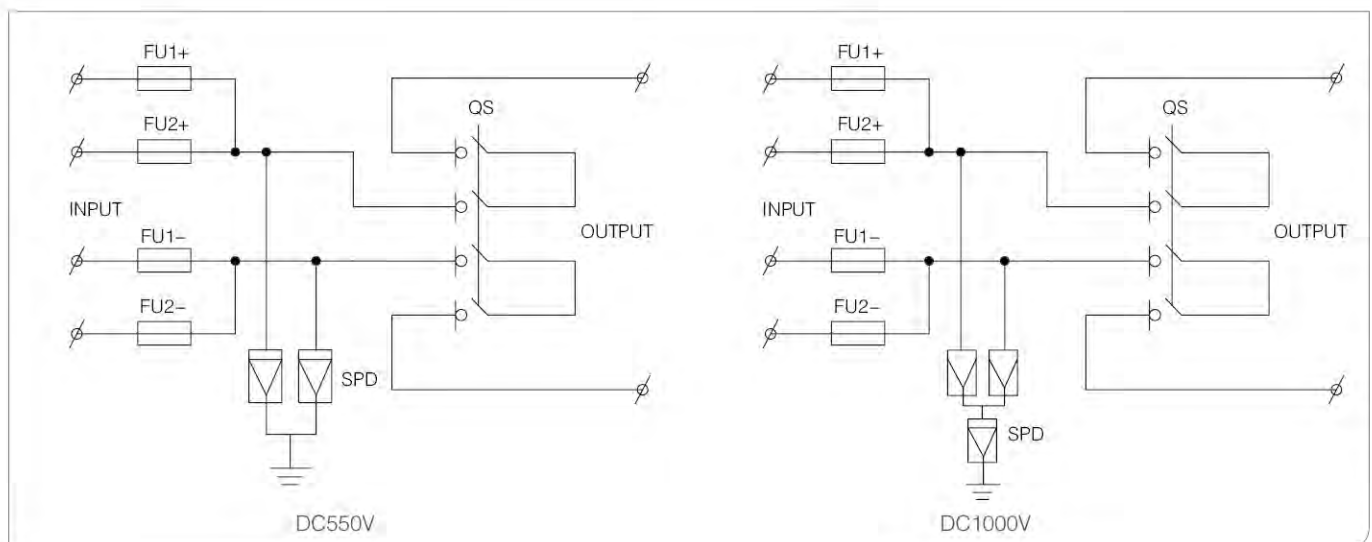 FU1+
FU2+
QS
INPUT
OUTPUT
FU1−
FU2−
SPD
DC550V
FU1+
FU2+
QS
INPUT
OUTPUT
FU1−
FU2−
SPD
DC1000V